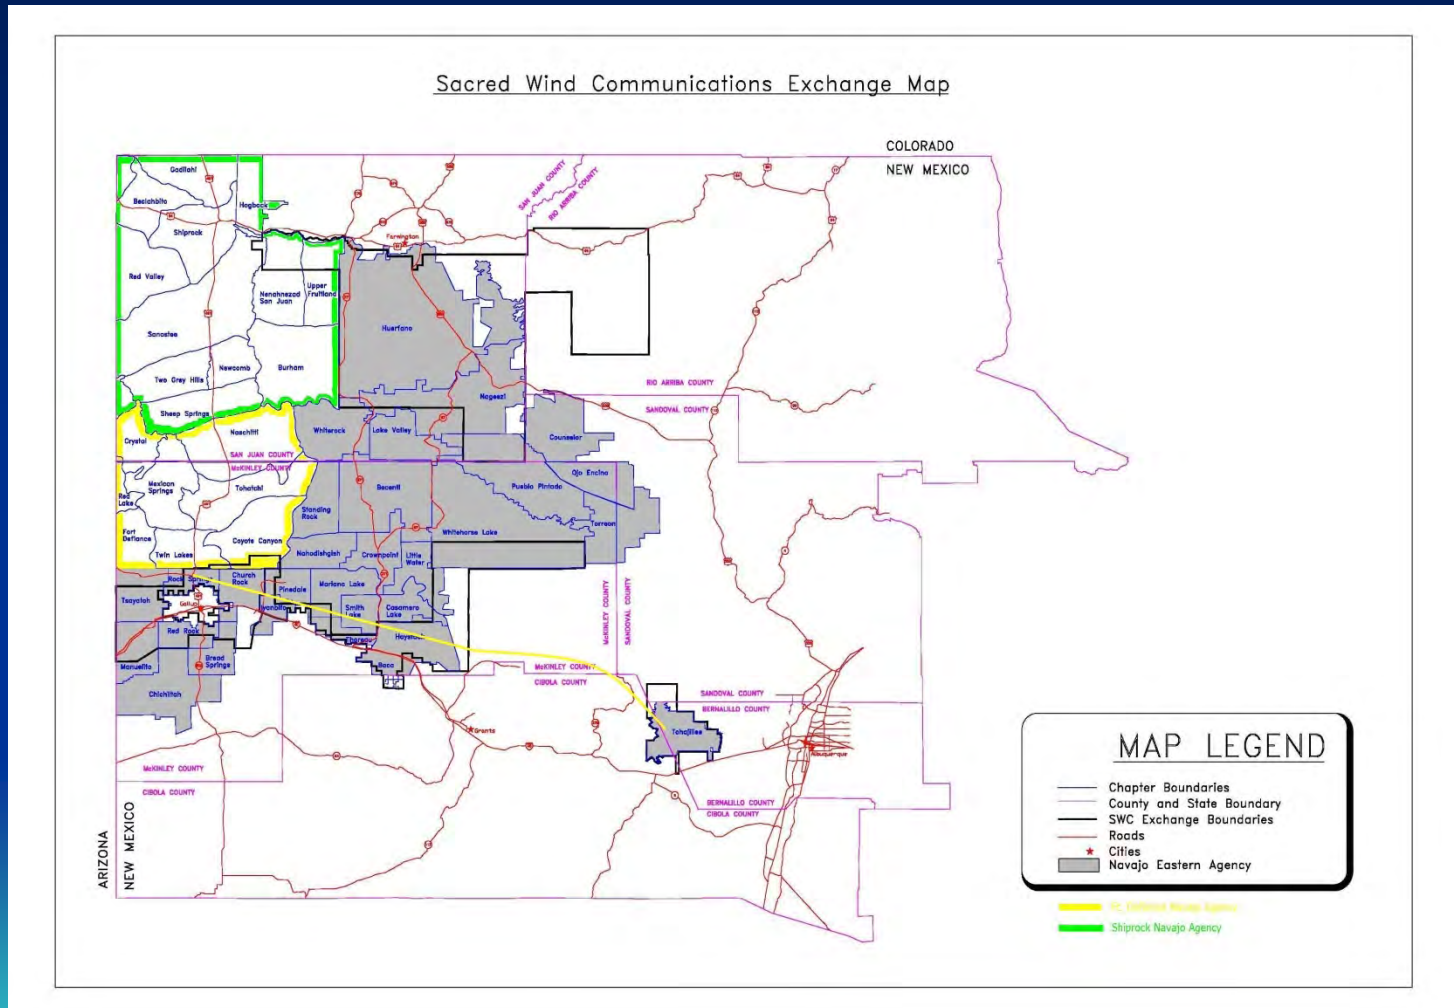 Sacred Wind Communications Exchange Map
COLORADO
NEW MEXICO
SAN JUAN COUNTY
RIO ARRIBA COUNTY
Gadiiahi
Beclahbito
Hogback
Shiprock
Farmington
Red Valley
Nenahnezad
San Juan
Upper
Fruitland
Huerfano
Sanostee
Newcomb
Burham
Two Grey Hills
RIO ARRIBA COUNTY
SANDOVAL COUNTY
Nageezi
Sheep Springs
Crystal
Naschitti
Whiterock
Lake Valley
Counselor
SAN JUAN COUNTY
McKINLEY COUNTY
Ojo Encino
Mexican
Springs
Tohatchi
Becenti
Pueblo Pintado
Red
Lake
Standing
Rock
Torreon
Fort
Defiance
Coyote Canyon
Whitehorse Lake
Twin Lakes
Nahodishgish
Crownpoint
Little
Water
Rock Springs
Church
Rock
Pinedale
Mariano Lake
Tsayatoh
Gallup
Iyanbito
Smith
Lake
Casamero
Lake
McKINLEY COUNTY
SANDOVAL COUNTY
Red Rock
Thoreau
Haystack
Manuelito
Bread
Springs
Baca
McKINLEY COUNTY
CIBOLA COUNTY
Chichiltah
SANDOVAL COUNTY
BERNALILLO COUNTY
Grants
Tohajiilee
Albuquerque
McKINLEY COUNTY
CIBOLA COUNTY
BERNALILLO COUNTY
CIBOLA COUNTY
ARIZONA
NEW MEXICO
MAP LEGEND
Chapter Boundaries
County and State Boundary
SWC Exchange Boundaries
Roads
Cities
Navajo Eastern Agency
Shiprock Navajo Agency